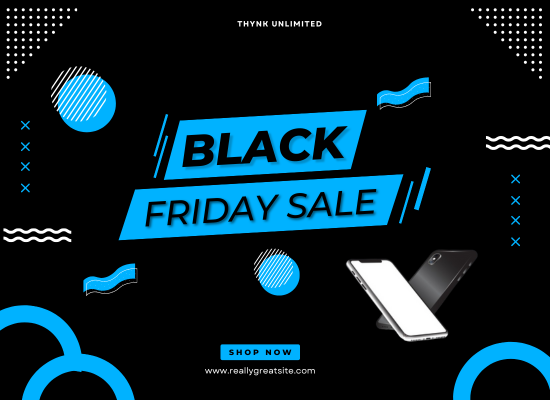 THYNK UNLIMITED
BLACK
FRIDAY SALE
SHOP NOW
www.reallygreatsite.com